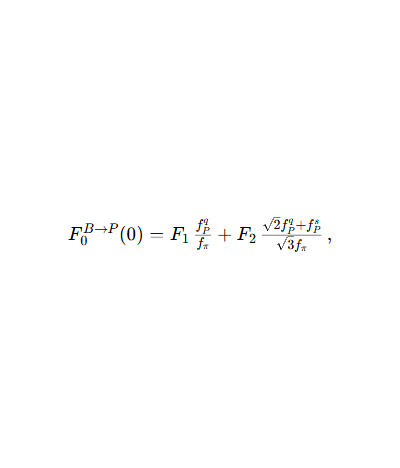 $F_0^{B \to P}(0) = F_1 \, \frac{f_P^q}{f_\pi} + F_2 \, \frac{\sqrt{2} f_P^q + f_P^s}{\sqrt{3} f_\pi} \, ,$